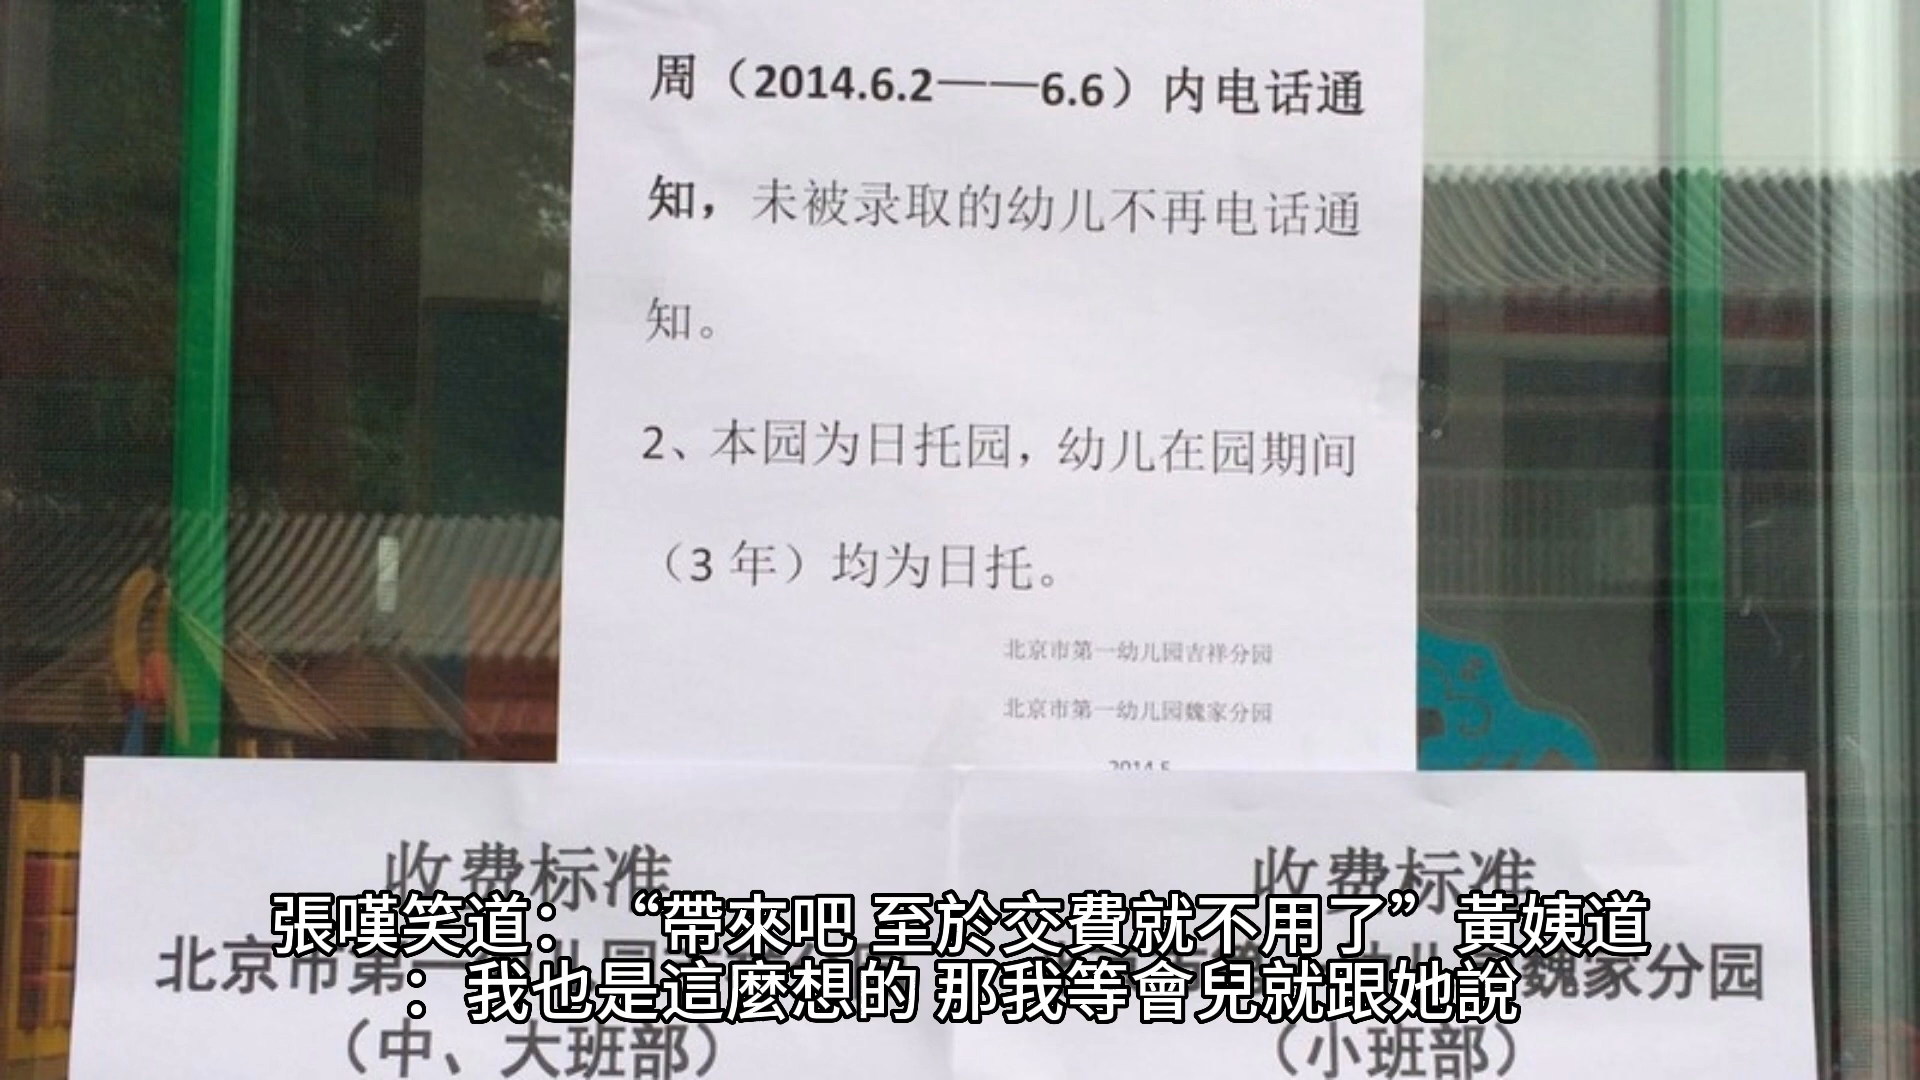 周（2014.6.2——6.6）内电话通
知，未被录取的幼儿不再电话通
知。
2、本园为日托园，幼儿在园期间
（3 年）均为日托。
北京市第一幼儿园吉祥分园
北京市第一幼儿园魏家分园
2014.5
收费标准
北京市第一
（中、大班部）
收费标准
魏家分园
（小班部）
張嘆笑道：“帶來吧 至於交費就不用了”黃姨道
：我也是這麼想的 那我等會兒就跟她說